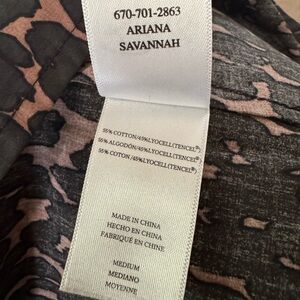 670-701-2863
ARIANA
SAVANNAH
55% COTTON/45%LYOCELL(TENCEL®)
55% ALGODÓN/45%LYOCELL(TENCEL®)
55% COTON/45%LYOCELL(TENCEL®)
MADE IN CHINA
HECHO EN CHINA
FABRIQUÉ EN CHINE
MEDIUM
MEDIANO
MOYENNE